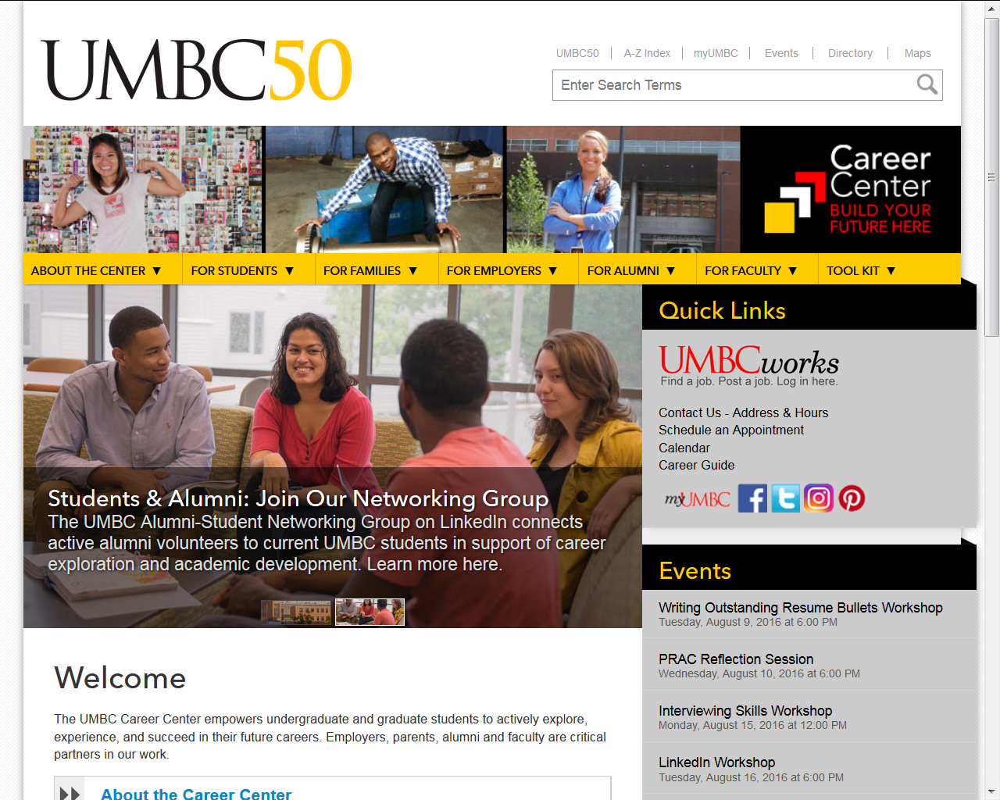 UMBC50
UMBC50
A-Z Index
myUMBC
Events
Directory
Maps
Enter Search Terms
Career
Center
BUILD YOUR
FUTURE HERE
ABOUT THE CENTER ▼
FOR STUDENTS ▼
FOR FAMILIES ▼
FOR EMPLOYERS ▼
FOR ALUMNI ▼
FOR FACULTY ▼
TOOL KIT ▼
Students & Alumni: Join Our Networking Group
The UMBC Alumni-Student Networking Group on LinkedIn connects
active alumni volunteers to current UMBC students in support of career
exploration and academic development. Learn more here.
Welcome
The UMBC Career Center empowers undergraduate and graduate students to actively explore,
experience, and succeed in their future careers. Employers, parents, alumni and faculty are critical
partners in our work.
About the Career Center
Quick Links
UMBCworks
Find a job. Post a job. Log in here.
Contact Us - Address & Hours
Schedule an Appointment
Calendar
Career Guide
myUMBC
Events
Writing Outstanding Resume Bullets Workshop
Tuesday, August 9, 2016 at 6:00 PM
PRAC Reflection Session
Wednesday, August 10, 2016 at 6:00 PM
Interviewing Skills Workshop
Monday, August 15, 2016 at 12:00 PM
LinkedIn Workshop
Tuesday, August 16, 2016 at 6:00 PM